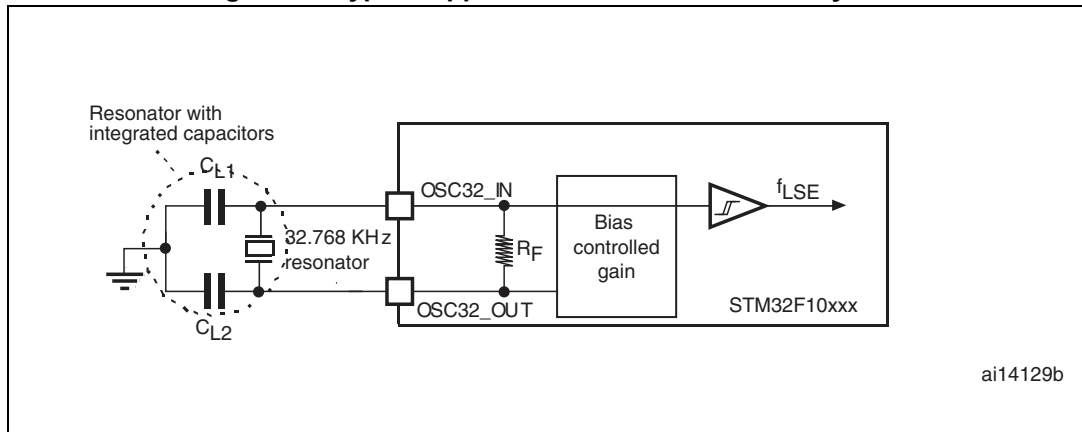 Resonator with
integrated capacitors
CL1
OSC32_IN
fLSE
32.768 KHz
resonator
RF
Bias
controlled
gain
OSC32_OUT
STM32F10xxx
CL2
ai14129b